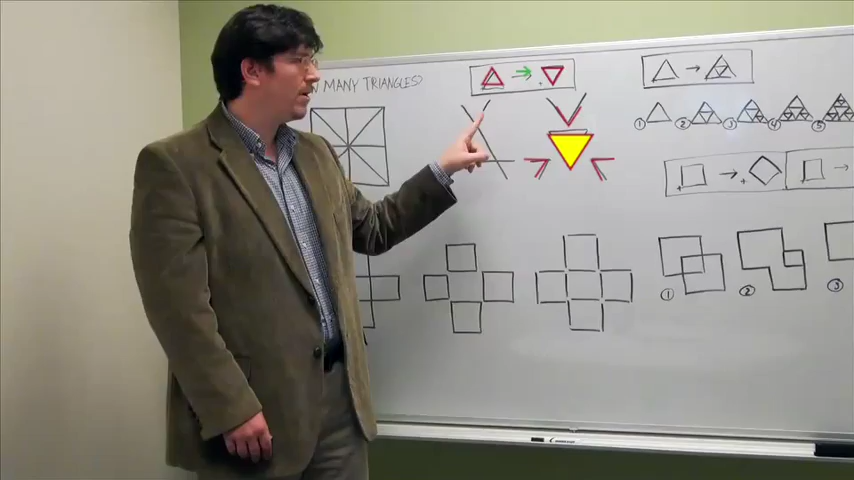 MANY TRIANGLES?
① ② ③ ④ ⑤
① ② ③